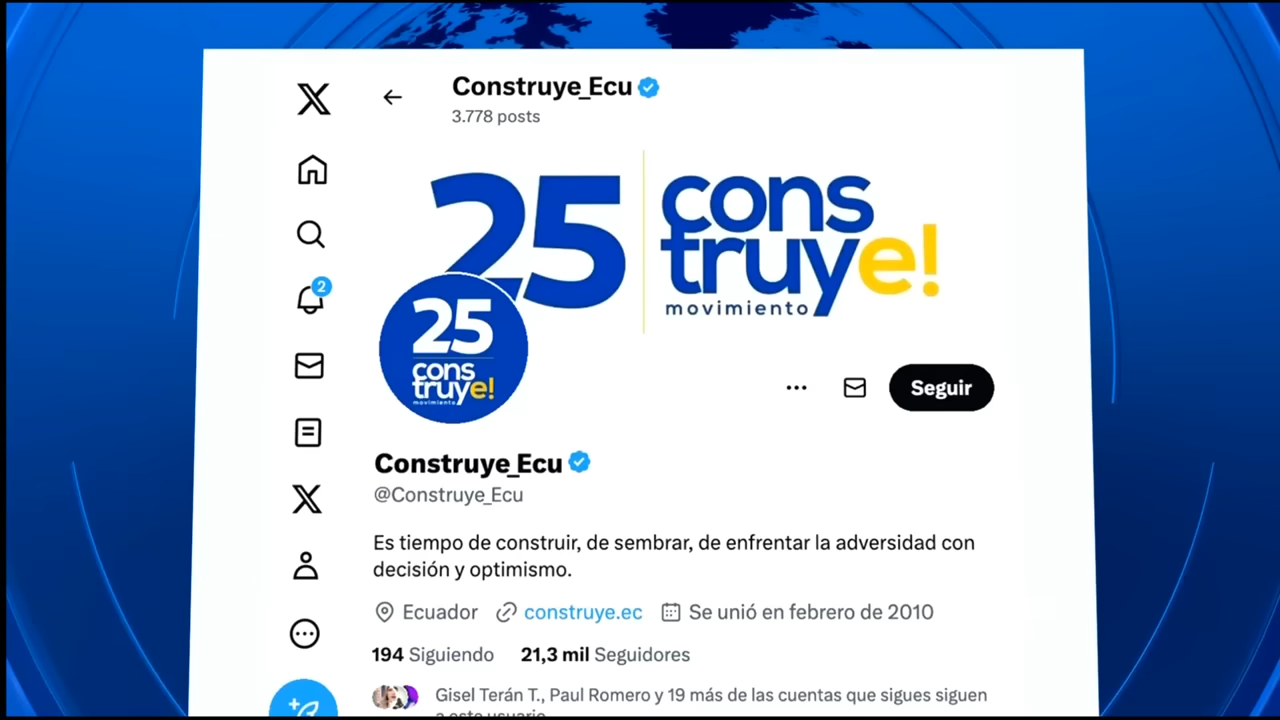 Construye_Ecu
3.778 posts
25
cons
truye!
movimiento
2
25
cons
truye!
movimiento
Seguir
Construye_Ecu
@Construye_Ecu
Es tiempo de construir, de sembrar, de enfrentar la adversidad con
decisión y optimismo.
Ecuador construye.ec Se unió en febrero de 2010
194 Siguiendo 21,3 mil Seguidores
Gisel Terán T., Paul Romero y 19 más de las cuentas que sigues siguen
a este usuario